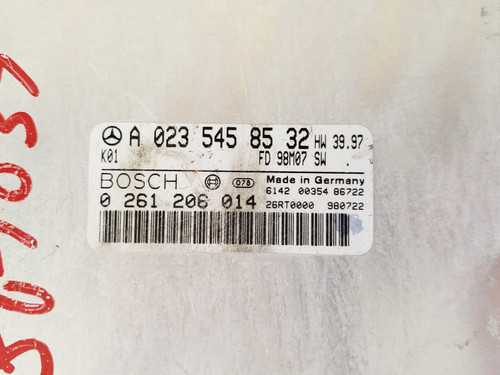 A 023 545 85 32 HW 39.97
K01 FD 98M07 SW .
BOSCH 078 Made in Germany
6142 00354 86722
0 261 206 014 26RT0000 980722